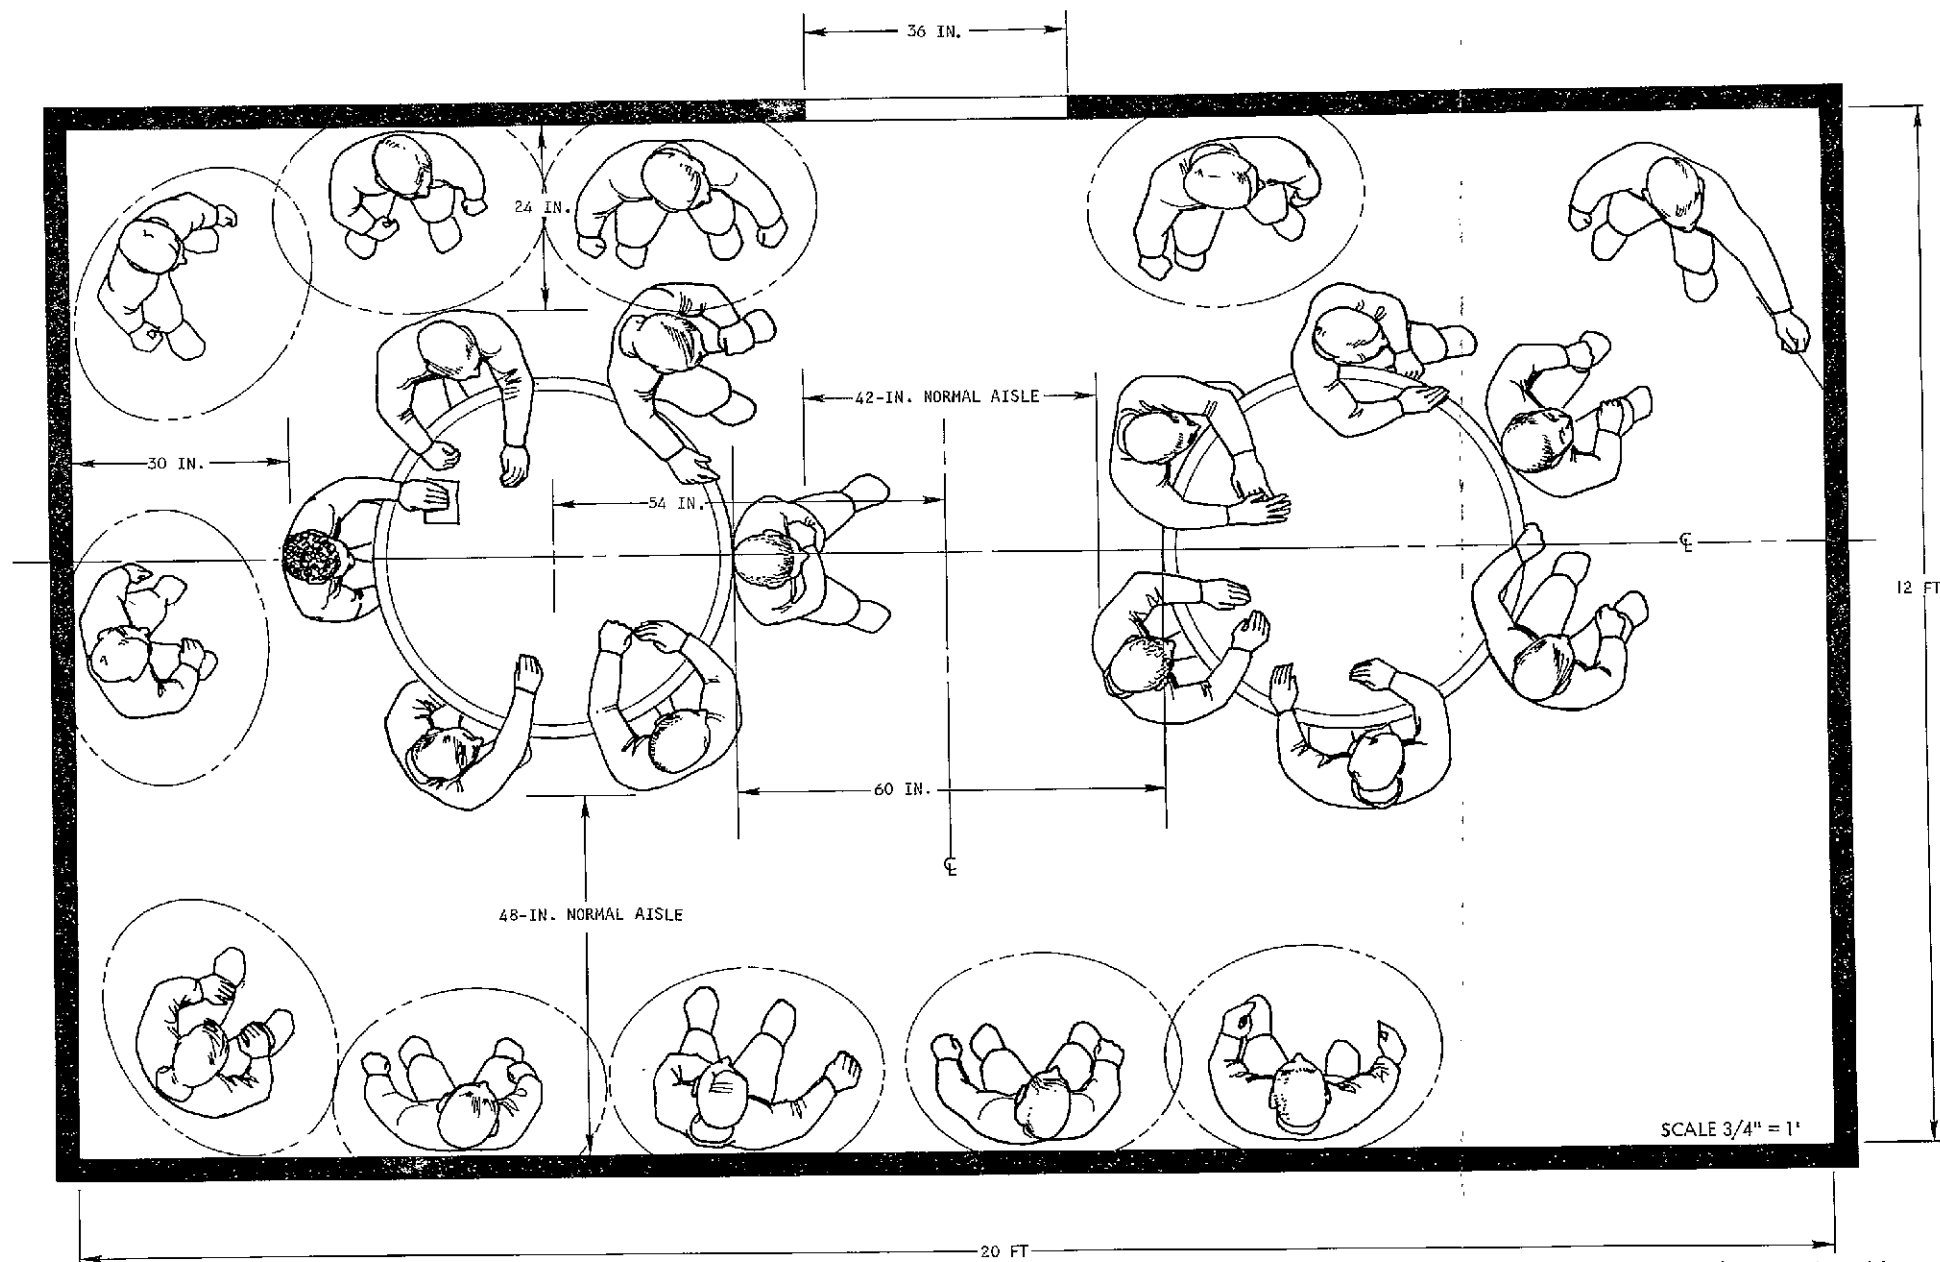 36 IN.
24 IN.
42-IN. NORMAL AISLE
30 IN.
54 IN.
℄
12 FT
60 IN.
℄
48-IN. NORMAL AISLE
SCALE 3/4" = 1'
20 FT